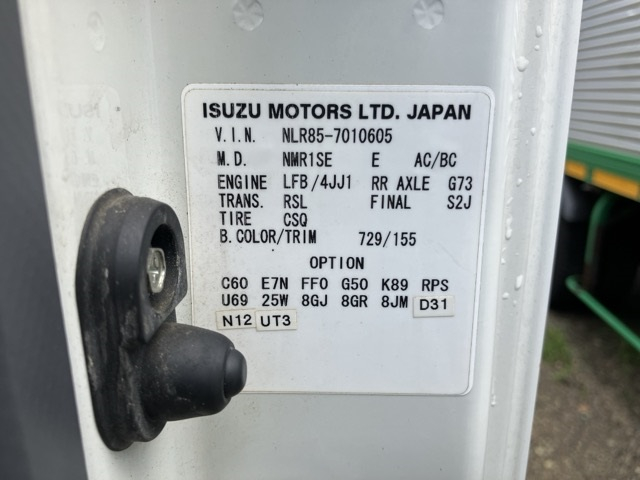 ISUZU MOTORS LTD. JAPAN
V.I.N. NLR85-7010605
M.D. NMR1SE E AC/BC
ENGINE LFB/4JJ1 RR AXLE G73
TRANS. RSL FINAL S2J
TIRE CSQ
B.COLOR/TRIM 729/155
OPTION
C60 E7N FF0 G50 K89 RPS
U69 25W 8GJ 8GR 8JM D31
N12 UT3